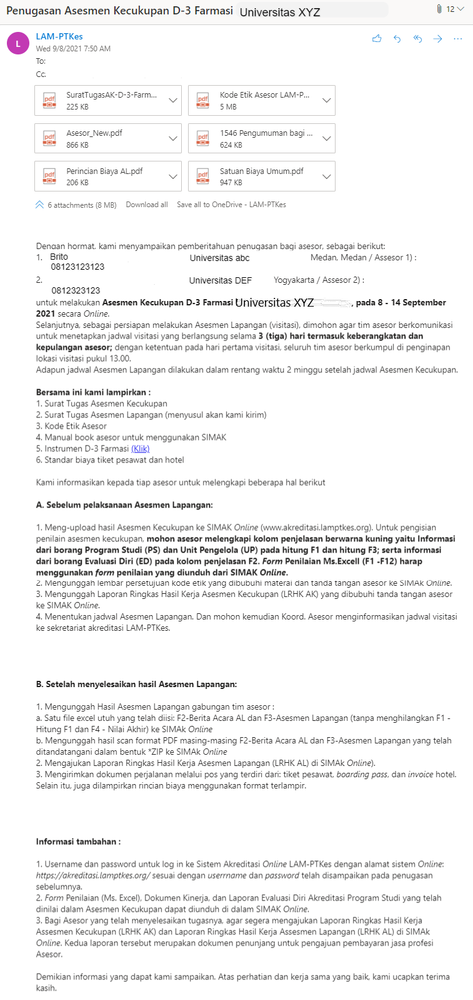 Penugasan Asesmen Kecukupan D-3 Farmasi Universitas XYZ
12
L
LAM-PTKes
Wed 9/8/2021 7:50 AM
To:
Cc:
SuratTugasAK-D-3-Farm...
225 KB
Kode Etik Asesor LAM-P...
5 MB
Asesor_New.pdf
866 KB
1546 Pengumuman bagi ...
624 KB
Perincian Biaya AL.pdf
206 KB
Satuan Biaya Umum.pdf
947 KB
6 attachments (8 MB) Download all Save all to OneDrive - LAM-PTKes
Dengan hormat, kami menyampaikan pemberitahuan penugasan bagi asesor, sebagai berikut:
1. Brito Universitas abc Medan, Medan / Assesor 1) :
08123123123
2. Universitas DEF Yogyakarta / Assesor 2) :
0812323123
untuk melakukan Asesmen Kecukupan D-3 Farmasi Universitas XYZ, pada 8 - 14 September
2021 secara Online.
Selanjutnya, sebagai persiapan melakukan Asesmen Lapangan (visitasi), dimohon agar tim asesor berkomunikasi
untuk menetapkan jadwal visitasi yang berlangsung selama 3 (tiga) hari termasuk keberangkatan dan
kepulangan asesor; dengan ketentuan pada hari pertama visitasi, seluruh tim asesor berkumpul di penginapan
lokasi visitasi pukul 13.00.
Adapun jadwal Asesmen Lapangan dilakukan dalam rentang waktu 2 minggu setelah jadwal Asesmen Kecukupan.
Bersama ini kami lampirkan :
1. Surat Tugas Asesmen Kecukupan
2. Surat Tugas Asesmen Lapangan (menyusul akan kami kirim)
3. Kode Etik Asesor
4. Manual book asesor untuk menggunakan SIMAK
5. Instrumen D-3 Farmasi (Klik)
6. Standar biaya tiket pesawat dan hotel
Kami informasikan kepada tiap asesor untuk melengkapi beberapa hal berikut
A. Sebelum pelaksanaan Asesmen Lapangan:
1. Meng-upload hasil Asesmen Kecukupan ke SIMAK Online (www.akreditasi.lamptkes.org). Untuk pengisian
penilain asesmen kecukupan, mohon asesor melengkapi kolom penjelasan berwarna kuning yaitu Informasi
dari borang Program Studi (PS) dan Unit Pengelola (UP) pada hitung F1 dan hitung F3; serta informasi
dari borang Evaluasi Diri (ED) pada kolom penjelasan F2. Form Penilaian Ms.Excell (F1 -F12) harap
menggunakan form penilaian yang diunduh dari SIMAK Online.
2. Mengunggah lembar persetujuan kode etik yang dibubuhi materai dan tanda tangan asesor ke SIMAk Online.
3. Mengunggah Laporan Ringkas Hasil Kerja Asesmen Kecukupan (LRHK AK) yang dibubuhi tanda tangan asesor
ke SIMAK Online.
4. Menentukan jadwal Asesmen Lapangan. Dan mohon kemudian Koord. Asesor menginformasikan jadwal visitasi
ke sekretariat akreditasi LAM-PTKes.
B. Setelah menyelesaikan hasil Asesmen Lapangan:
1. Mengunggah Hasil Asesmen Lapangan gabungan tim asesor :
a. Satu file excel utuh yang telah diisi: F2-Berita Acara AL dan F3-Asesmen Lapangan (tanpa menghilangkan F1 -
Hitung F1 dan F4 - Nilai Akhir) ke SIMAk Online
b. Mengunggah hasil scan format PDF masing-masing F2-Berita Acara AL dan F3-Asesmen Lapangan yang telah
ditandatangani dalam bentuk *ZIP ke SIMAk Online
2. Mengajukan Laporan Ringkas Hasil Kerja Asesmen Lapangan (LRHK AL) di SIMAk Online).
3. Mengirimkan dokumen perjalanan melalui pos yang terdiri dari: tiket pesawat, boarding pass, dan invoice hotel.
Selain itu, juga dilampirkan rincian biaya menggunakan format terlampir.
Informasi tambahan :
1. Username dan password untuk log in ke Sistem Akreditasi Online LAM-PTKes dengan alamat sistem Online:
https://akreditasi.lamptkes.org/ sesuai dengan userrname dan password telah disampaikan pada penugasan
sebelumnya.
2. Form Penilaian (Ms. Excel), Dokumen Kinerja, dan Laporan Evaluasi Diri Akreditasi Program Studi yang telah
dinilai dalam Asesmen Kecukupan dapat diunduh di dalam SIMAK Online.
3. Bagi Asesor yang telah menyelesaikan tugasnya, agar segera mengajukan Laporan Ringkas Hasil Kerja
Assesmen Kecukupan (LRHK AK) dan Laporan Ringkas Hasil Kerja Assesmen Lapangan (LRHK AL) di SIMAk
Online. Kedua laporan tersebut merupakan dokumen penunjang untuk pengajuan pembayaran jasa profesi
Asesor.
Demikian informasi yang dapat kami sampaikan. Atas perhatian dan kerja sama yang baik, kami ucapkan terima
kasih.